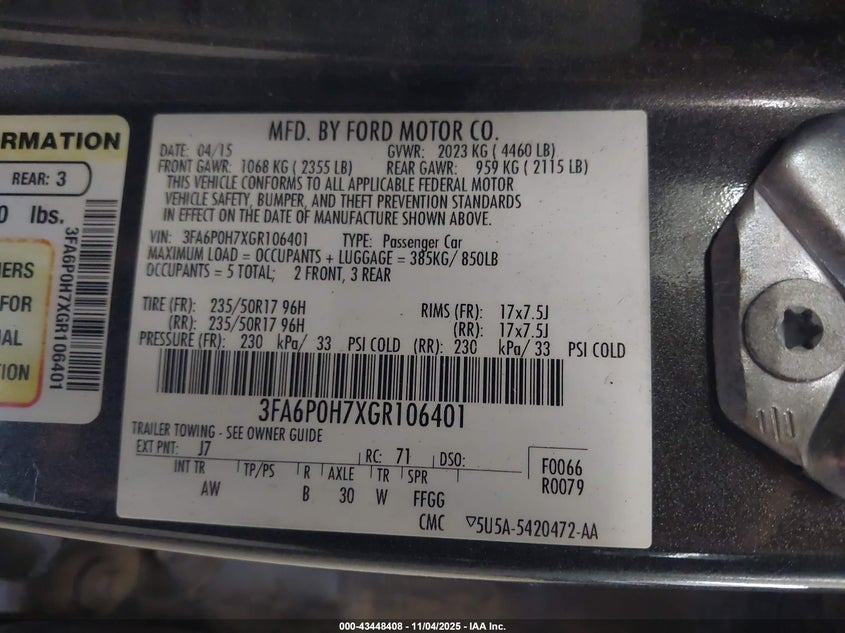 ORMATION
REAR: 3
0 lbs.
3FA6P0H7XGR106401
NERS
FOR
NAL
TION
MFD. BY FORD MOTOR CO.
DATE: 04/15 GVWR: 2023 KG ( 4460 LB)
FRONT GAWR: 1068 KG ( 2355 LB) REAR GAWR: 959 KG ( 2115 LB)
THIS VEHICLE CONFORMS TO ALL APPLICABLE FEDERAL MOTOR
VEHICLE SAFETY, BUMPER, AND THEFT PREVENTION STANDARDS
IN EFFECT ON THE DATE OF MANUFACTURE SHOWN ABOVE.
VIN: 3FA6P0H7XGR106401 TYPE: Passenger Car
MAXIMUM LOAD = OCCUPANTS + LUGGAGE = 385KG/ 850LB
OCCUPANTS = 5 TOTAL; 2 FRONT, 3 REAR
TIRE (FR): 235/50R17 96H RIMS (FR): 17x7.5J
(RR): 235/50R17 96H (RR): 17x7.5J
PRESSURE (FR): 230 kPa/ 33 PSI COLD (RR): 230 kPa/ 33 PSI COLD
3FA6P0H7XGR106401
TRAILER TOWING - SEE OWNER GUIDE
EXT PNT: J7 RC: 71 DSO: F0066
INT TR TP/PS R AXLE TR SPR R0079
AW B 30 W FFGG
CMC ▽5U5A-5420472-AA
000-43448408 | 11/04/2025 - IAA Inc.